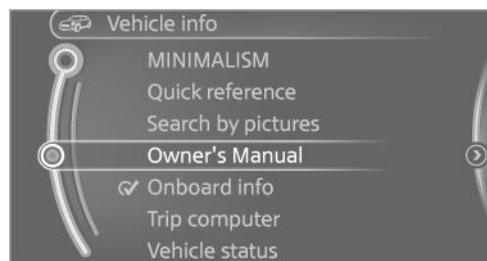 Vehicle info
MINIMALISM
Quick reference
Search by pictures
Owner's Manual
Onboard info
Trip computer
Vehicle status